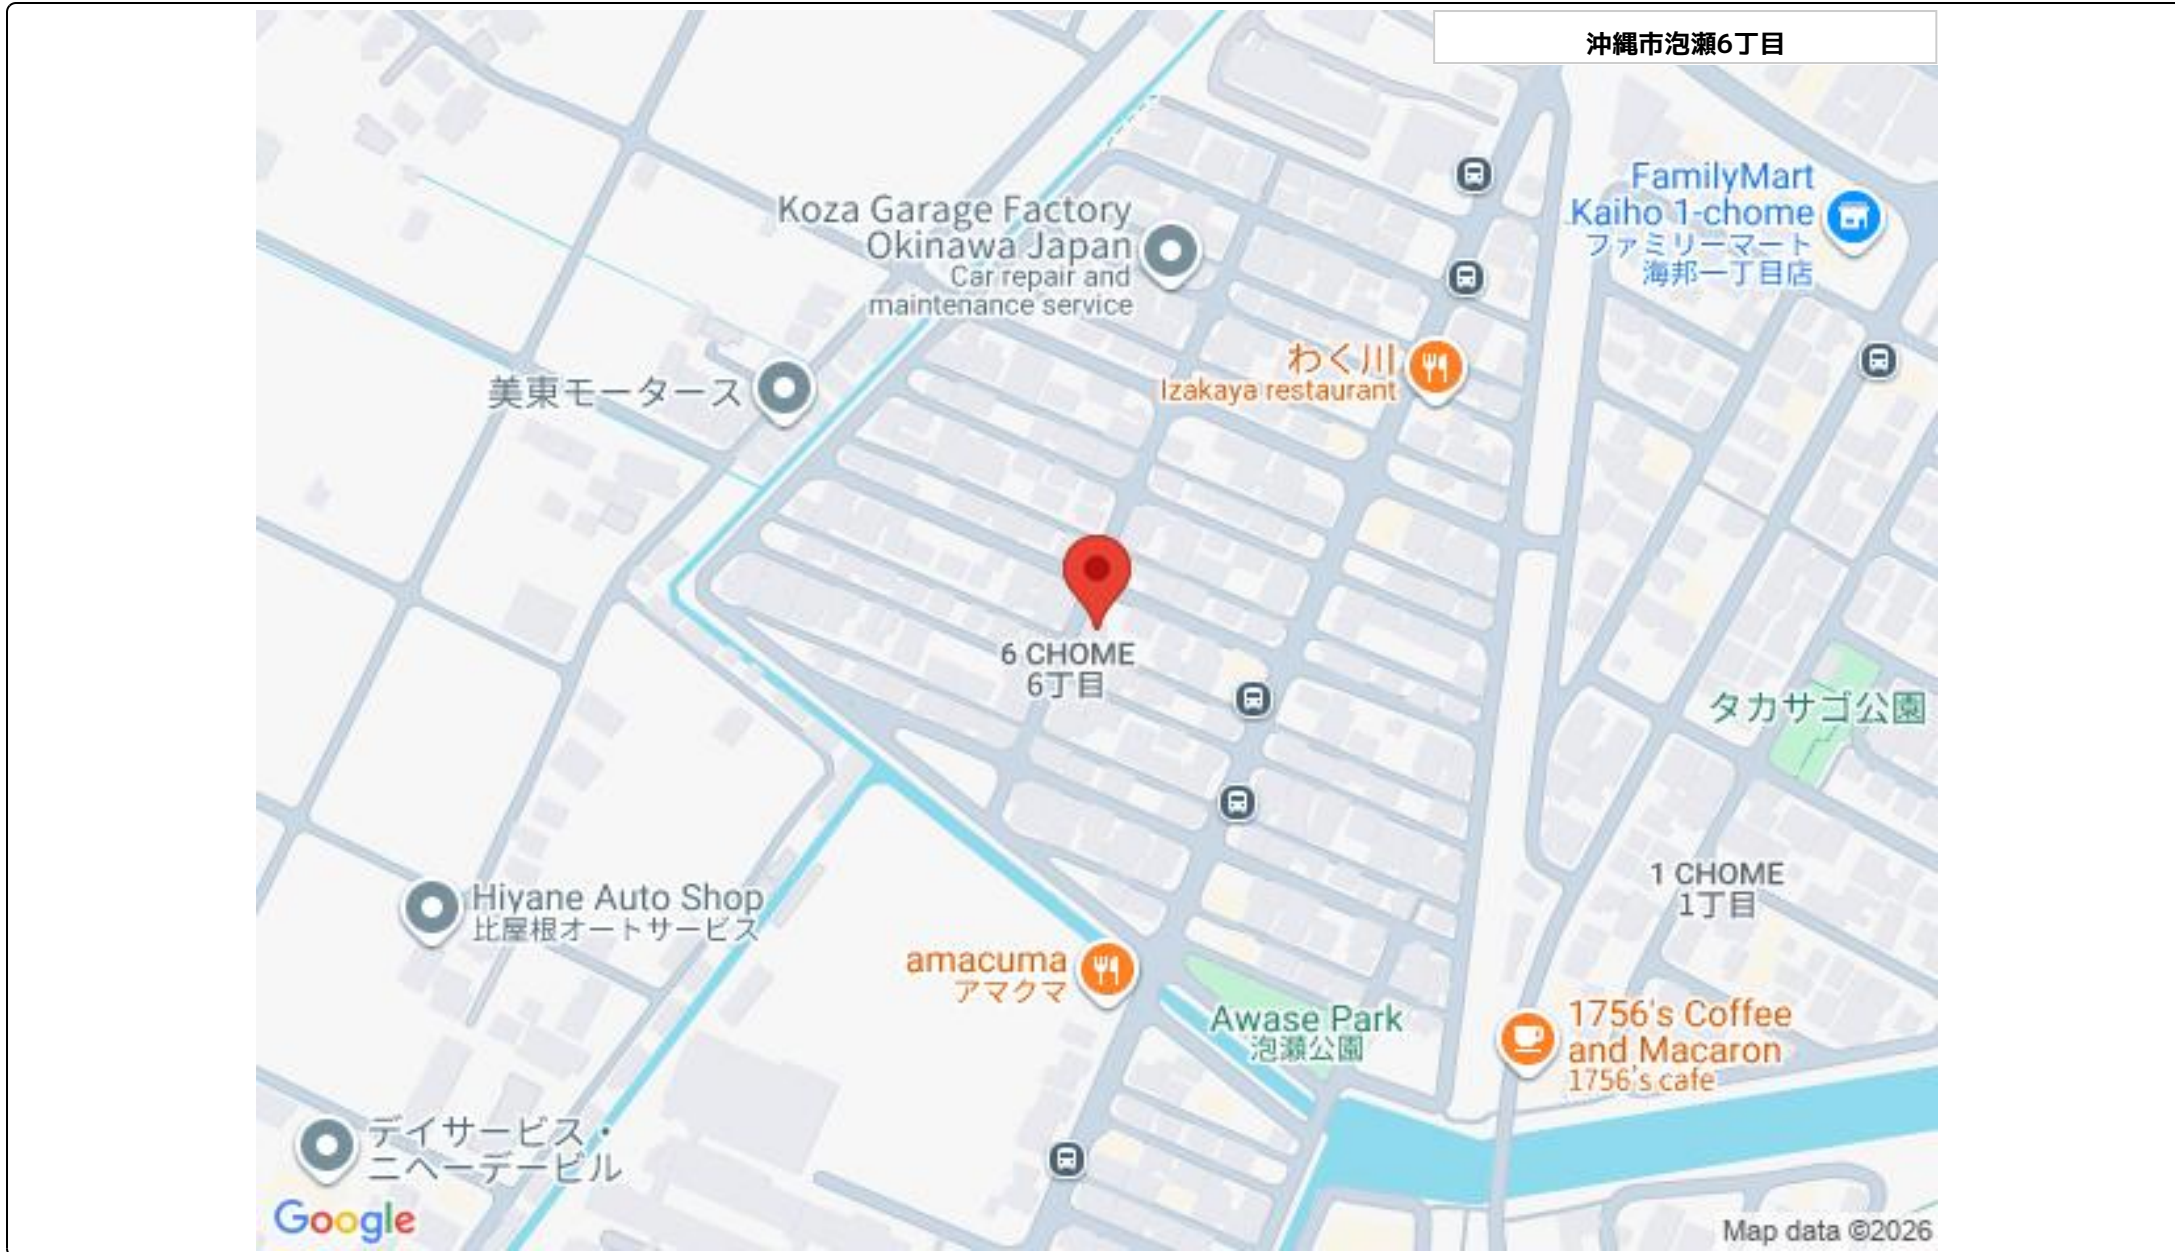 沖縄市泡瀬6丁目
FamilyMart
Kaiho 1-chome
ファミリーマート
海邦一丁目店
Koza Garage Factory
Okinawa Japan
Car repair and
maintenance service
わく川
Izakaya restaurant
美東モータース
6 CHOME
6丁目
タカサゴ公園
1 CHOME
1丁目
Hiyane Auto Shop
比屋根オートサービス
amacuma
アマクマ
Awase Park
泡瀬公園
1756's Coffee
and Macaron
1756's cafe
デイサービス・
ニヘーデービル
Google
Map data ©2026